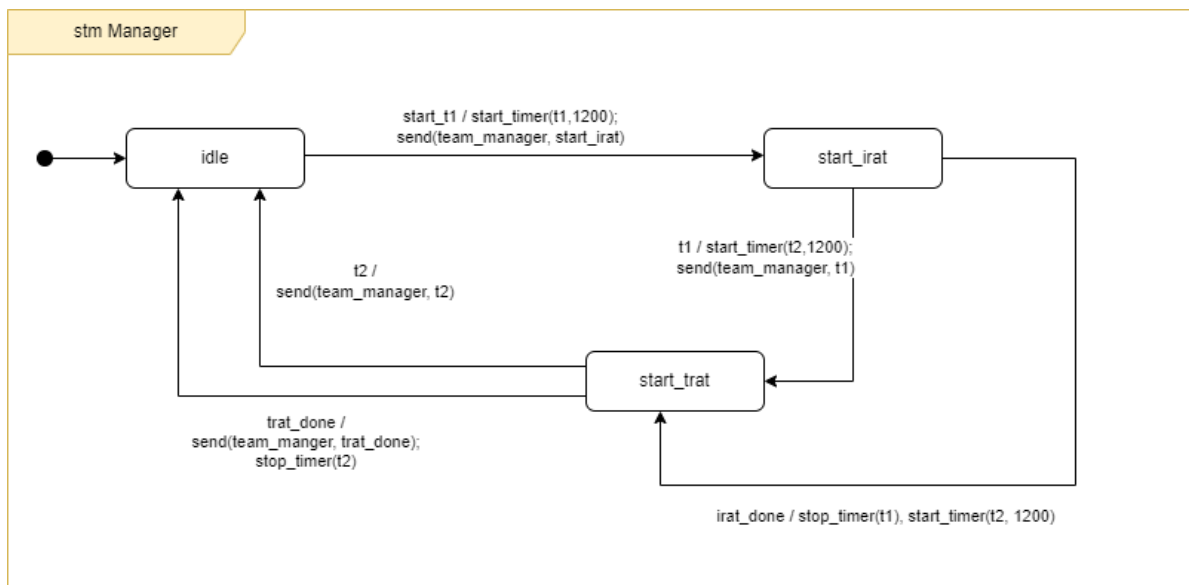 stm Manager
start_t1 / start_timer(t1,1200);
send(team_manager, start_irat)
idle
start_irat
t1 / start_timer(t2,1200);
send(team_manager, t1)
t2 /
send(team_manager, t2)
start_trat
trat_done /
send(team_manger, trat_done);
stop_timer(t2)
irat_done / stop_timer(t1), start_timer(t2, 1200)